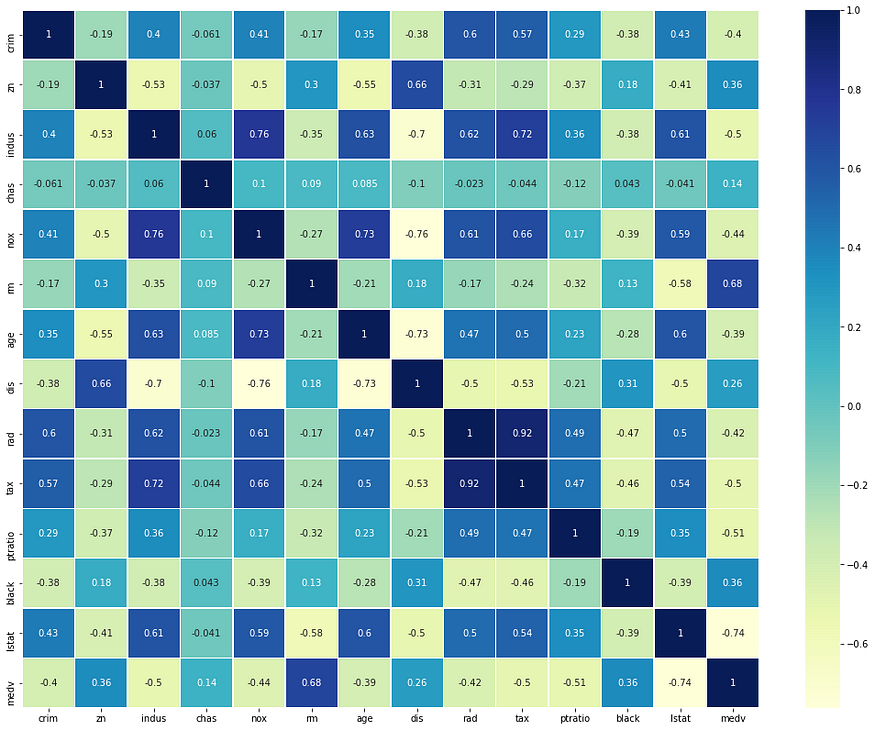 crim 1 -0.19 0.4 -0.061 0.41 -0.17 0.35 -0.38 0.6 0.57 0.29 -0.38 0.43 -0.4
zn -0.19 1 -0.53 -0.037 -0.5 0.3 -0.55 0.66 -0.31 -0.29 -0.37 0.18 -0.41 0.36
indus 0.4 -0.53 1 0.06 0.76 -0.35 0.63 -0.7 0.62 0.72 0.36 -0.38 0.61 -0.5
chas -0.061 -0.037 0.06 1 0.1 0.09 0.085 -0.1 -0.023 -0.044 -0.12 0.043 -0.041 0.14
nox 0.41 -0.5 0.76 0.1 1 -0.27 0.73 -0.76 0.61 0.66 0.17 -0.39 0.59 -0.44
rm -0.17 0.3 -0.35 0.09 -0.27 1 -0.21 0.18 -0.17 -0.24 -0.32 0.13 -0.58 0.68
age 0.35 -0.55 0.63 0.085 0.73 -0.21 1 -0.73 0.47 0.5 0.23 -0.28 0.6 -0.39
dis -0.38 0.66 -0.7 -0.1 -0.76 0.18 -0.73 1 -0.5 -0.53 -0.21 0.31 -0.5 0.26
rad 0.6 -0.31 0.62 -0.023 0.61 -0.17 0.47 -0.5 1 0.92 0.49 -0.47 0.5 -0.42
tax 0.57 -0.29 0.72 -0.044 0.66 -0.24 0.5 -0.53 0.92 1 0.47 -0.46 0.54 -0.5
ptratio 0.29 -0.37 0.36 -0.12 0.17 -0.32 0.23 -0.21 0.49 0.47 1 -0.19 0.35 -0.51
black -0.38 0.18 -0.38 0.043 -0.39 0.13 -0.28 0.31 -0.47 -0.46 -0.19 1 -0.39 0.36
lstat 0.43 -0.41 0.61 -0.041 0.59 -0.58 0.6 -0.5 0.5 0.54 0.35 -0.39 1 -0.74
medv -0.4 0.36 -0.5 0.14 -0.44 0.68 -0.39 0.26 -0.42 -0.5 -0.51 0.36 -0.74 1
crim zn indus chas nox rm age dis rad tax ptratio black lstat medv
1.0
0.8
0.6
0.4
0.2
0.0
−0.2
−0.4
−0.6